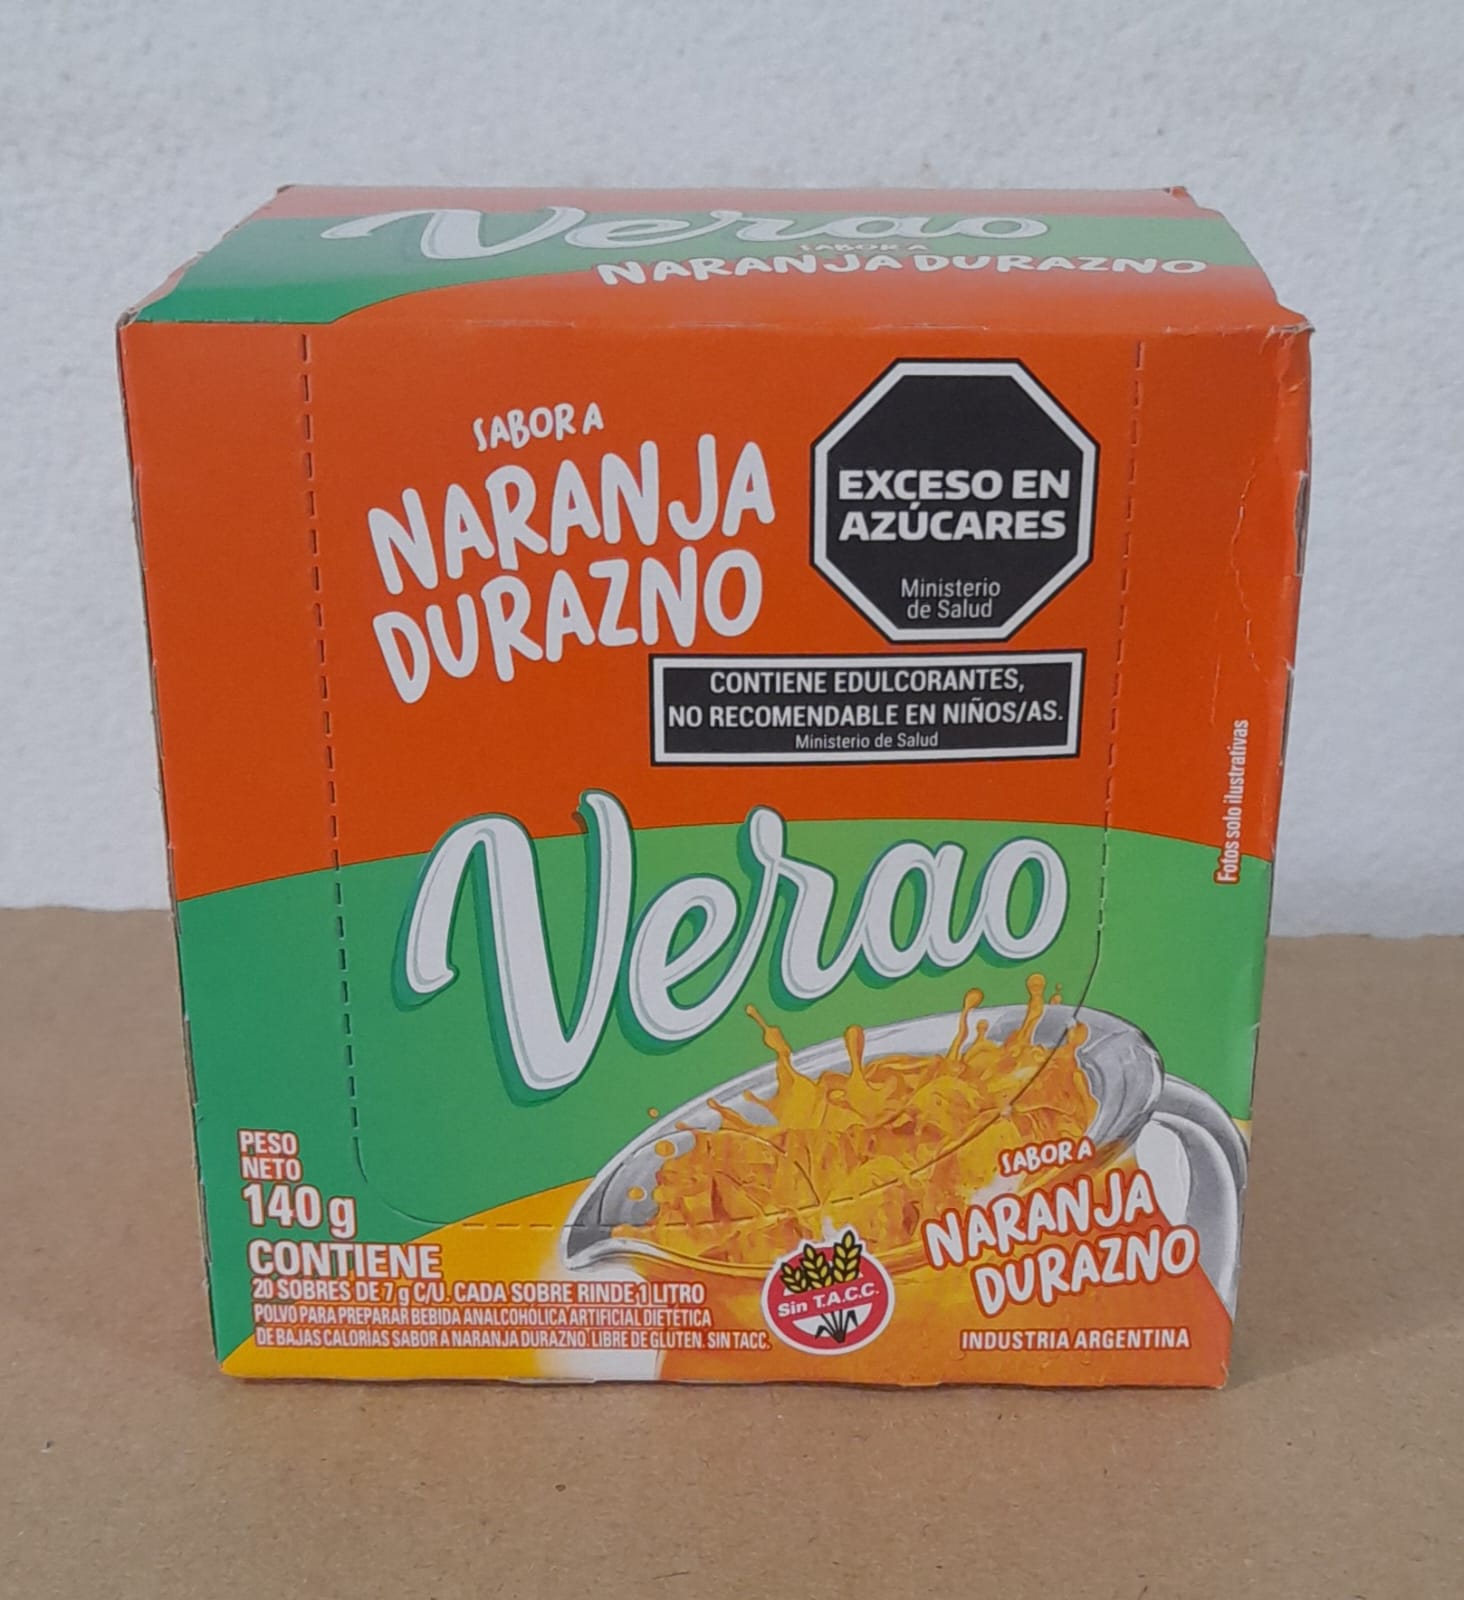 Verao
SABOR A
NARANJA DURAZNO
SABOR A
NARANJA
DURAZNO
EXCESO EN
AZÚCARES
Ministerio
de Salud
CONTIENE EDULCORANTES,
NO RECOMENDABLE EN NIÑOS/AS.
Ministerio de Salud
Fotos solo ilustrativas
Verao
PESO
NETO
140 g
CONTIENE
20 SOBRES DE 7 g C/U. CADA SOBRE RINDE 1 LITRO
POLVO PARA PREPARAR BEBIDA ANALCOHÓLICA ARTIFICIAL DIETÉTICA
DE BAJAS CALORÍAS SABOR A NARANJA DURAZNO. LIBRE DE GLUTEN. SIN TACC.
Sin T.A.C.C.
SABOR A
NARANJA
DURAZNO
INDUSTRIA ARGENTINA